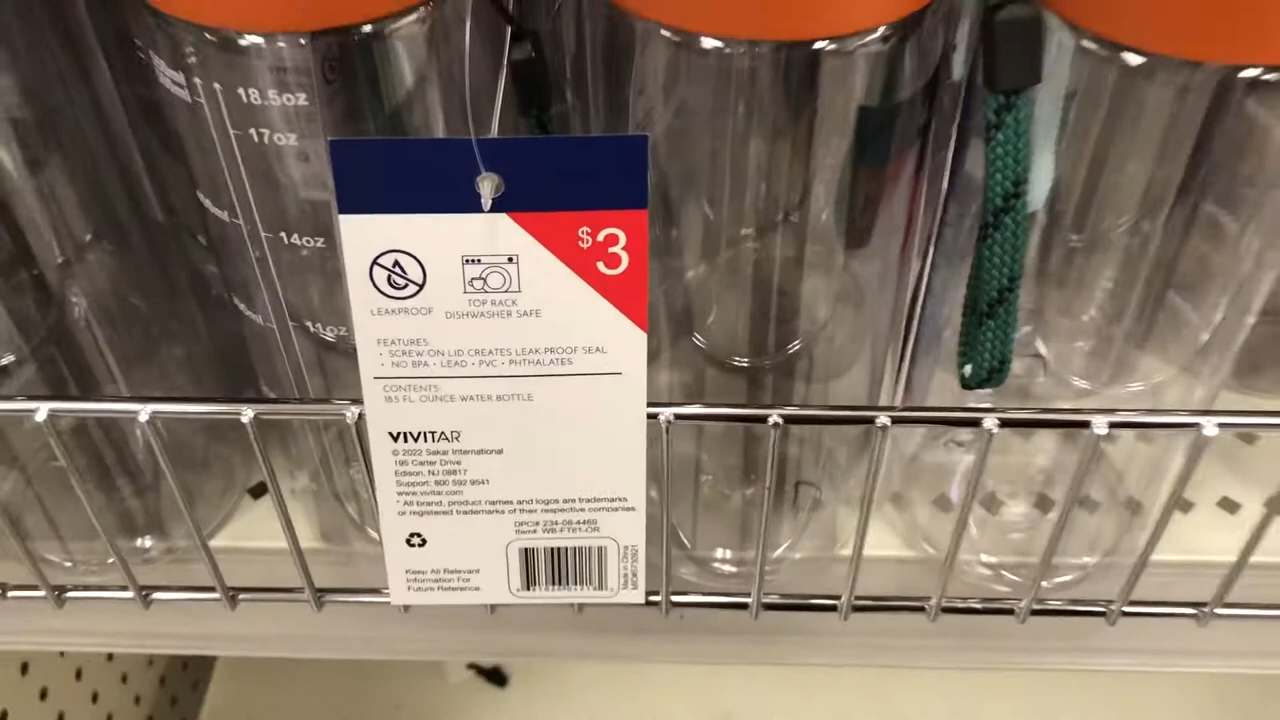 18.5oz
17oz
14oz
11oz
$3
LEAKPROOF
TOP RACK
DISHWASHER SAFE
FEATURES:
• SCREW-ON LID CREATES LEAK-PROOF SEAL
• NO BPA • LEAD • PVC • PHTHALATES
CONTENTS:
18.5 FL. OUNCE WATER BOTTLE
VIVITAR
© 2022 Sakar International
195 Carter Drive
Edison, NJ 08817
Support: 800 592 9541
www.vivitar.com
* All brand, product names and logos are trademarks
or registered trademarks of their respective companies.
DPCI# 234-08-4469
Item# WB-FT61-OR
Keep All Relevant
Information For
Future Reference.
Made in China